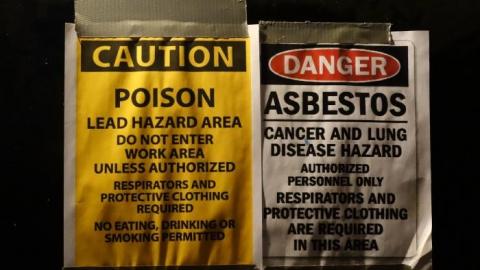 CAUTION
POISON
LEAD HAZARD AREA
DO NOT ENTER
WORK AREA
UNLESS AUTHORIZED
RESPIRATORS AND
PROTECTIVE CLOTHING
REQUIRED
NO EATING, DRINKING OR
SMOKING PERMITTED
DANGER
ASBESTOS
CANCER AND LUNG
DISEASE HAZARD
AUTHORIZED
PERSONNEL ONLY
RESPIRATORS AND
PROTECTIVE CLOTHING
ARE REQUIRED
IN THIS AREA